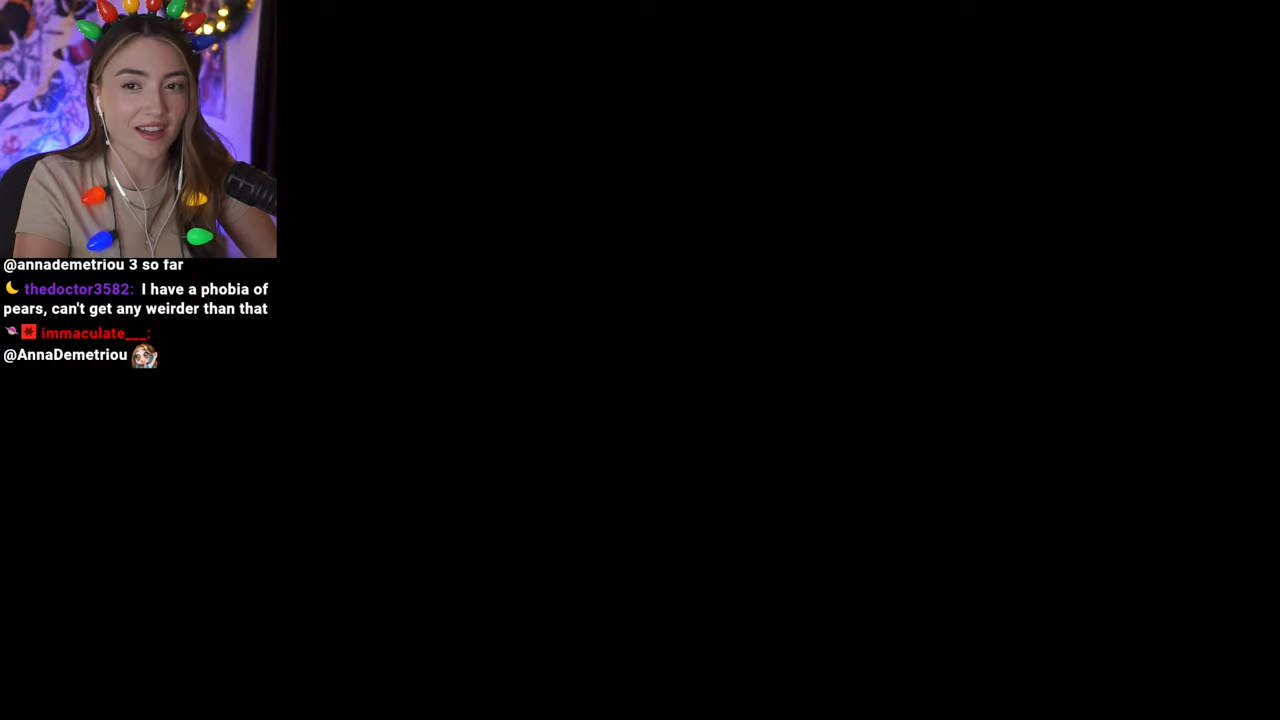 @annademetriou 3 so far
thedoctor3582: I have a phobia of
pears, can't get any weirder than that
immaculate___:
@AnnaDemetriou